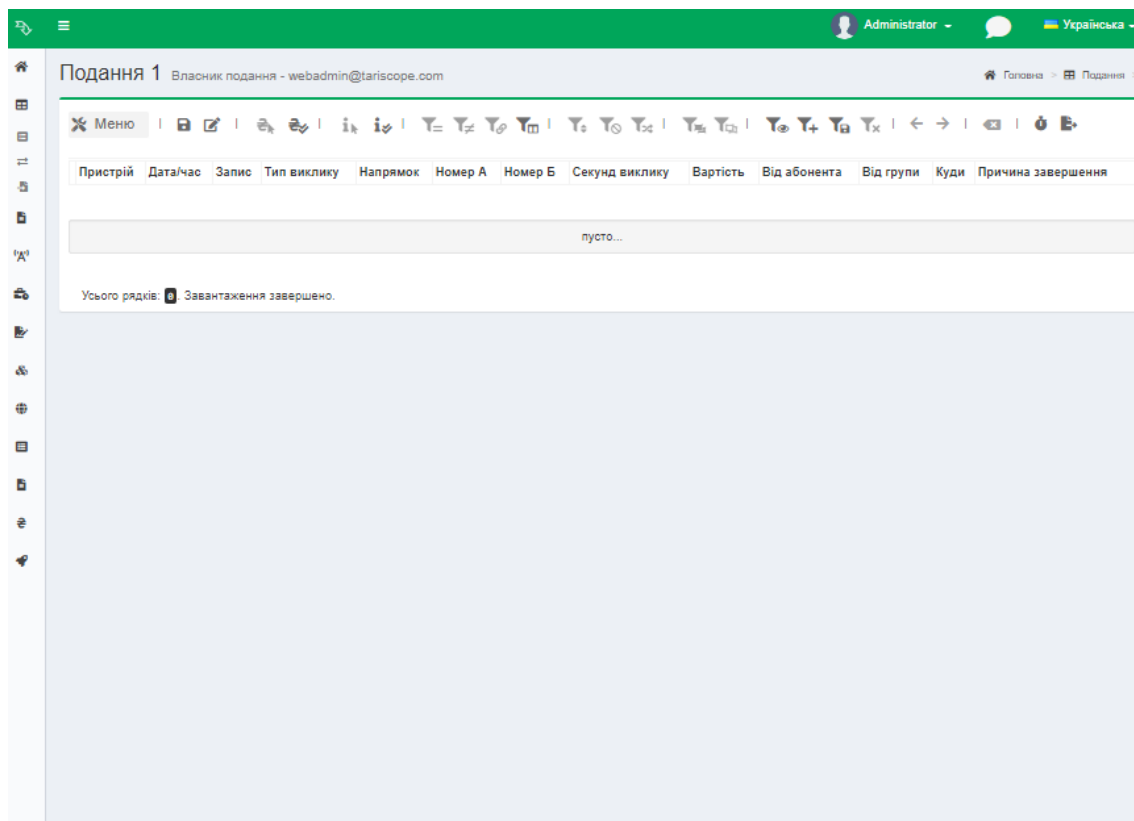 Administrator
Українська
Подання 1 Власник подання - webadmin@tariscope.com
Головна > Подання >
Меню
Пристрій Дата/час Запис Тип виклику Напрямок Номер А Номер Б Секунд виклику Вартість Від абонента Від групи Куди Причина завершення
пусто...
Усього рядків: 0. Завантаження завершено.